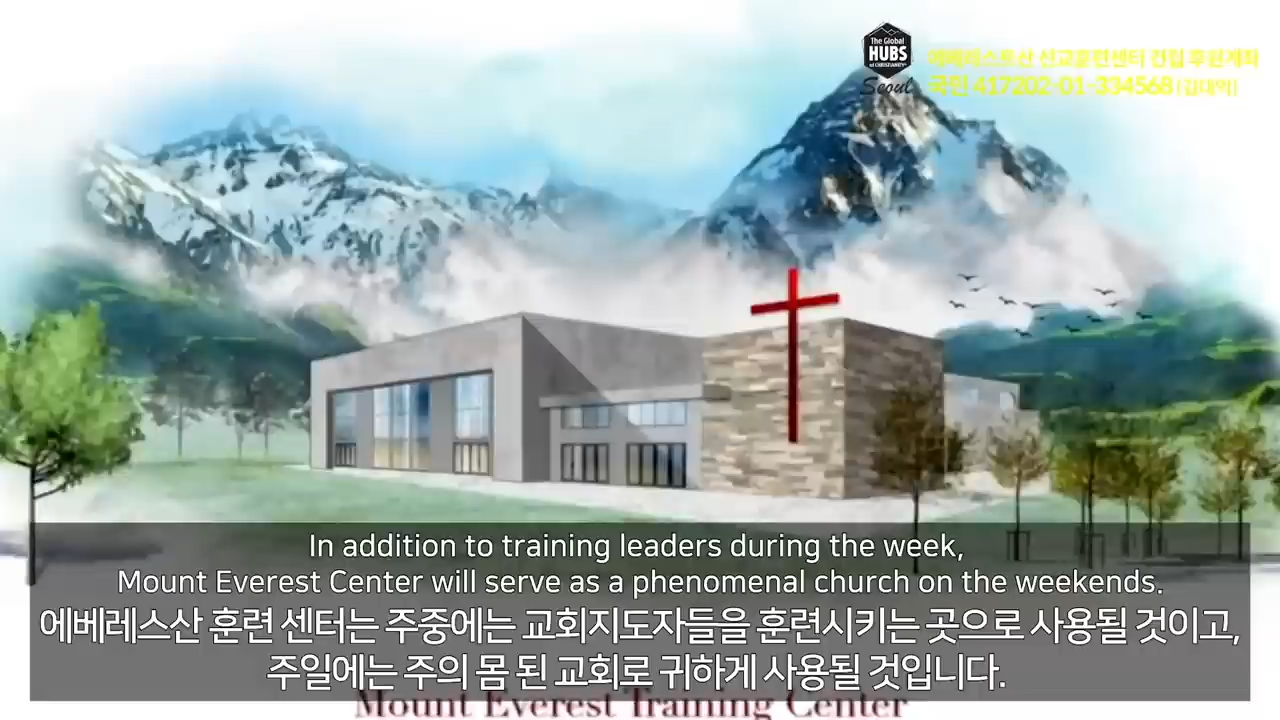 The Global
HUBS
of CHRISTIANITY
Seoul
에베레스트산 선교훈련센터 건립 후원계좌
국민 417202-01-334568 (김대억)
In addition to training leaders during the week,
Mount Everest Center will serve as a phenomenal church on the weekends.
에베레스산 훈련 센터는 주중에는 교회지도자들을 훈련시키는 곳으로 사용될 것이고,
주일에는 주의 몸 된 교회로 귀하게 사용될 것입니다.
Mount Everest Training Center